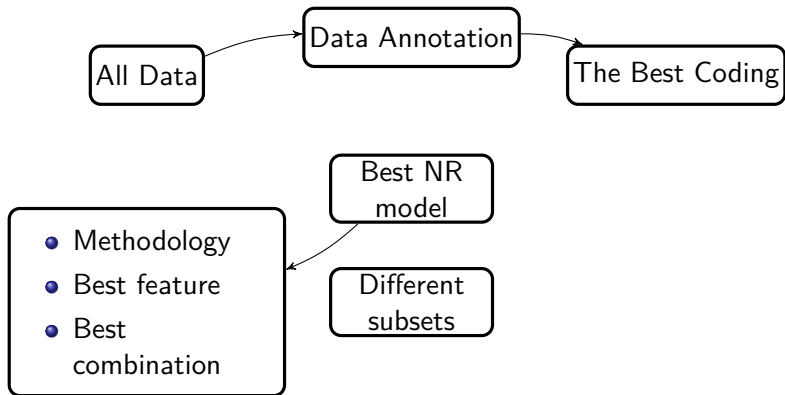 All Data
Data Annotation
The Best Coding
Best NR
model
Methodology
Best feature
Best
combination
Different
subsets